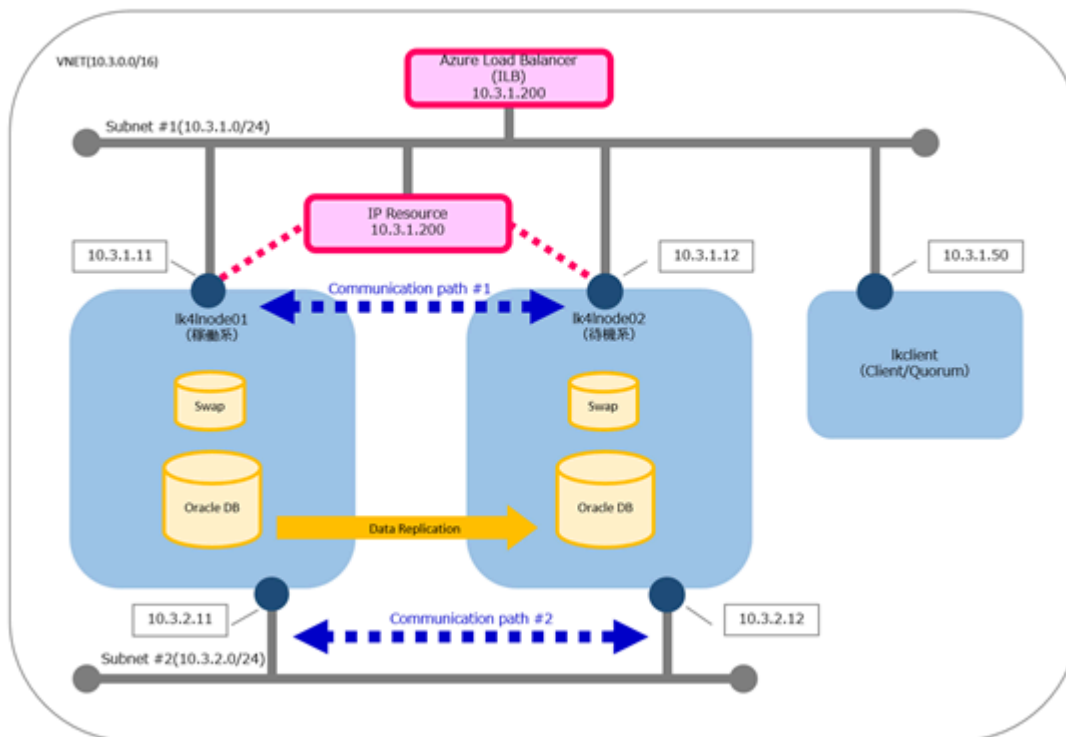 VNET(10.3.0.0/16)
Azure Load Balancer
(ILB)
10.3.1.200
Subnet #1(10.3.1.0/24)
IP Resource
10.3.1.200
10.3.1.11
10.3.1.12
10.3.1.50
Communication path #1
lk4lnode01
(稼働系)
lk4lnode02
(待機系)
lkclient
(Client/Quorum)
Swap
Swap
Oracle DB
Oracle DB
Data Replication
10.3.2.11
Communication path #2
10.3.2.12
Subnet #2(10.3.2.0/24)